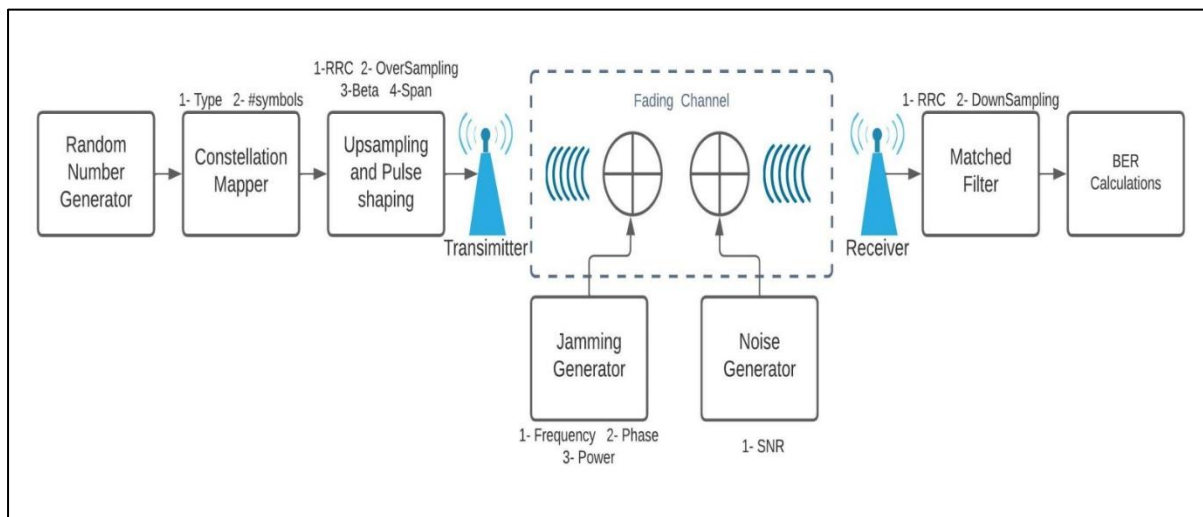 1-RRC 2- OverSampling
3-Beta 4-Span
1- Type 2- #symbols
Random
Number
Generator
Constellation
Mapper
Upsampling
and Pulse
shaping
Transimitter
Fading Channel
Receiver
1- RRC 2- DownSampling
Matched
Filter
BER
Calculations
Jamming
Generator
1- Frequency 2- Phase
3- Power
Noise
Generator
1- SNR